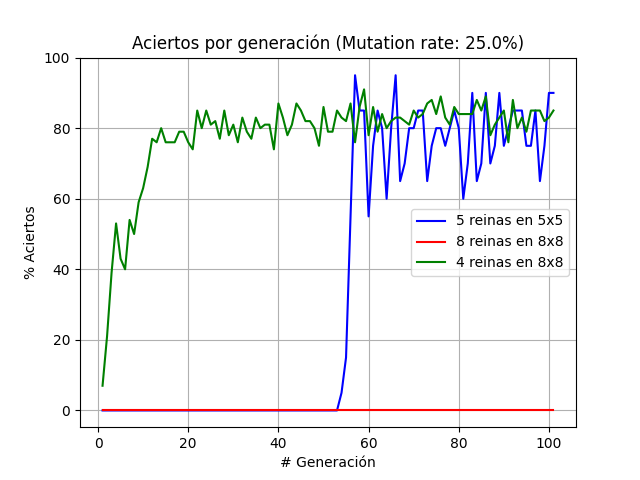 Aciertos por generación (Mutation rate: 25.0%)
100
80
60
40
20
0
% Aciertos
5 reinas en 5x5
8 reinas en 8x8
4 reinas en 8x8
0 20 40 60 80 100
# Generación